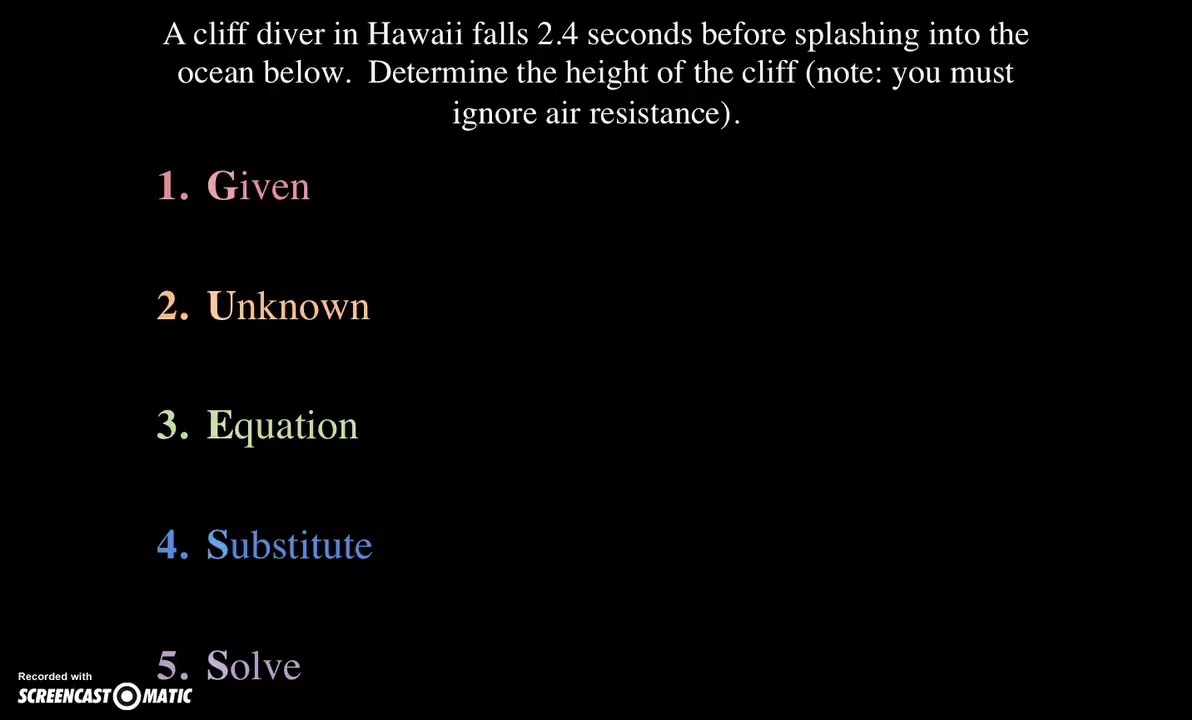 A cliff diver in Hawaii falls 2.4 seconds before splashing into the
ocean below.  Determine the height of the cliff (note: you must
ignore air resistance).
1. Given
2. Unknown
3. Equation
4. Substitute
5. Solve
Recorded with
SCREENCAST MATIC